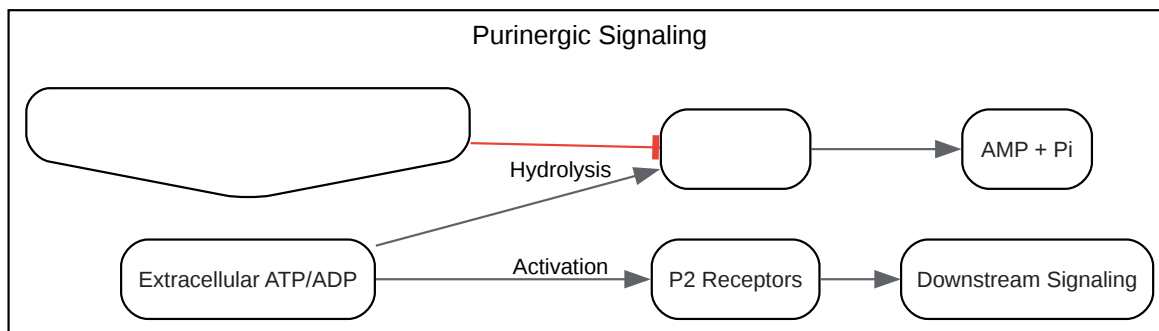 Purinergic Signaling
Hydrolysis
AMP + Pi
Extracellular ATP/ADP
Activation
P2 Receptors
Downstream Signaling